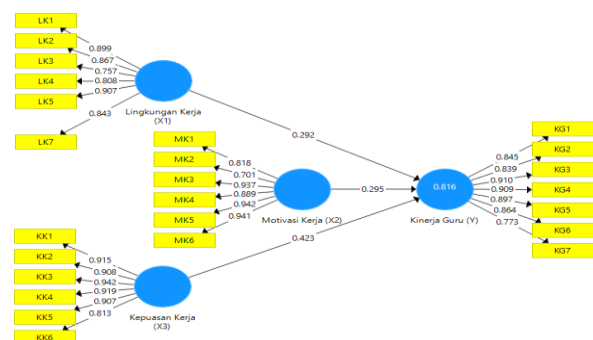 LK1
LK2
LK3
LK4
LK5
LK7
0.899
0.867
0.757
0.808
0.907
0.843
Lingkungan Kerja
(X1)
0.292
MK1
MK2
MK3
MK4
MK5
MK6
0.818
0.701
0.937
0.889
0.942
0.941
Motivasi Kerja (X2)
0.295
KK1
KK2
KK3
KK4
KK5
KK6
0.915
0.908
0.942
0.919
0.907
0.813
Kepuasan Kerja
(X3)
0.423
0.816
Kinerja Guru (Y)
0.845
0.839
0.910
0.909
0.897
0.864
0.773
KG1
KG2
KG3
KG4
KG5
KG6
KG7